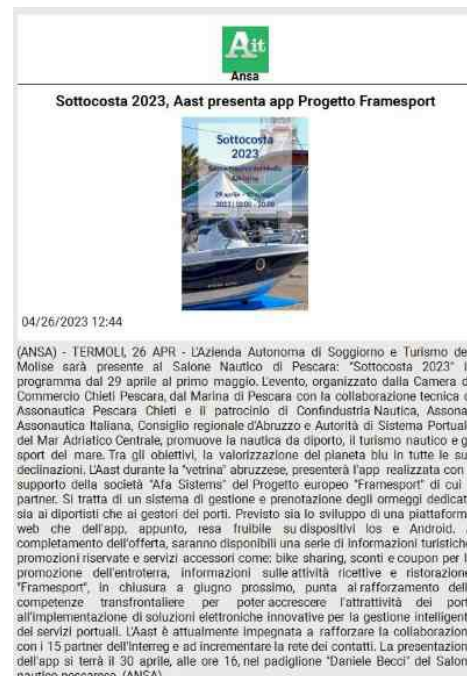 Ait
Ansa
Sottocosta 2023, Aast presenta app Progetto Framesport
Sottocosta
2023
04/26/2023 12:44
(ANSA) - TERMOLI, 26 APR - L'Azienda Autonoma di Soggiorno e Turismo de
Molise sarà presente al Salone Nautico di Pescara: "Sottocosta 2023" i
programma dal 29 aprile al primo maggio. L'evento, organizzato dalla Camera d
Commercio Chieti Pescara, dal Marina di Pescara con la collaborazione tecnica d
Assonautica Pescara Chieti e il patrocinio di Confindustria Nautica, Assona
Assonautica Italiana, Consiglio regionale d'Abruzzo e Autorità di Sistema Portual
del Mar Adriatico Centrale, promuove la nautica da diporto, il turismo nautico e g
sport del mare. Tra gli obiettivi, la valorizzazione del pianeta blu in tutte le su
declinazioni. L'Aast durante la "vetrina" abruzzese, presenterà l'app realizzata con
supporto della società "Afa Sistems" del Progetto europeo "Framesport" di cui
partner. Si tratta di un sistema di gestione e prenotazione degli ormeggi dedicat
sia ai diportisti che ai gestori dei porti. Previsto sia lo sviluppo di una piattaform
web che dell'app, appunto, resa fruibile su dispositivi Ios e Android.
completamento dell'offerta, saranno disponibili una serie di informazioni turistiche
promozioni riservate e servizi accessori come: bike sharing, sconti e coupon per l
promozione dell'entroterra, informazioni sulle attività ricettive e ristorazione
"Framesport", in chiusura a giugno prossimo, punta al rafforzamento dell
competenze transfrontaliere per poter accrescere l'attrattività dei port
all'implementazione di soluzioni elettroniche innovative per la gestione intelligent
dei servizi portuali. L'Aast è attualmente impegnata a rafforzare la collaborazion
con i 15 partner dell'Interreg e ad incrementare la rete dei contatti. La presentazion
dell'app si terrà il 30 aprile, alle ore 16, nel padiglione "Daniele Becci" del Salon
nautico pescarese. (ANSA)